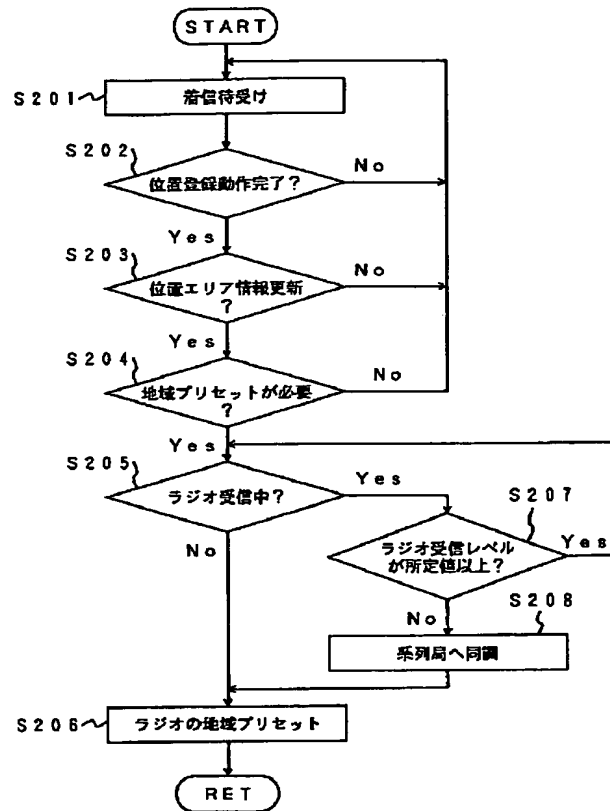 START
S201
着信待受け
S202
位置登録動作完了？
No
Yes
S203
位置エリア情報更新
？
No
Yes
S204
地域プリセットが必要
？
No
Yes
S205
ラジオ受信中？
Yes
No
S207
ラジオ受信レベル
が所定値以上？
Yes
No
S208
系列局へ同調
S206
ラジオの地域プリセット
RET